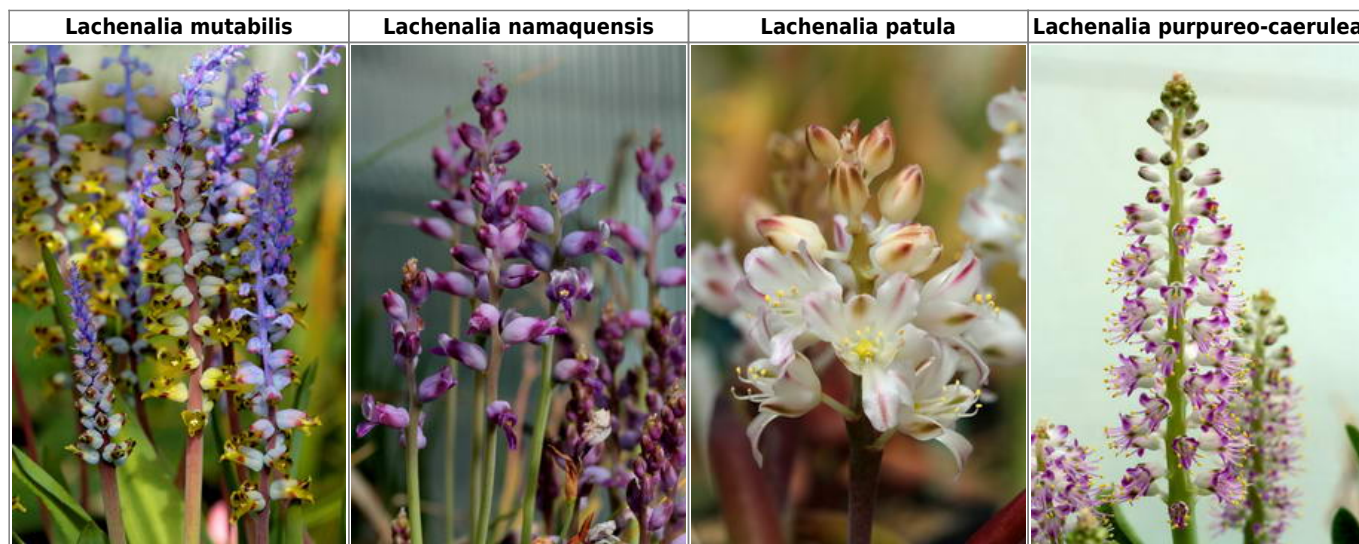 Lachenalia mutabilis
Lachenalia namaquensis
Lachenalia patula
Lachenalia purpureo-caerulea